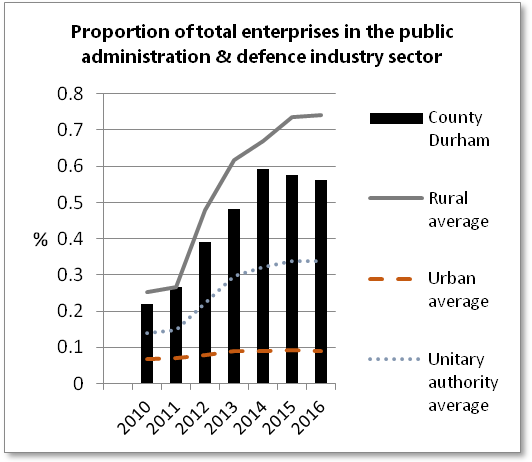 Proportion of total enterprises in the public
administration & defence industry sector
0.8
0.7
0.6
0.5
0.4
0.3
0.2
0.1
0
%
2010
2011
2012
2013
2014
2015
2016
County
Durham
Rural
average
Urban
average
Unitary
authority
average